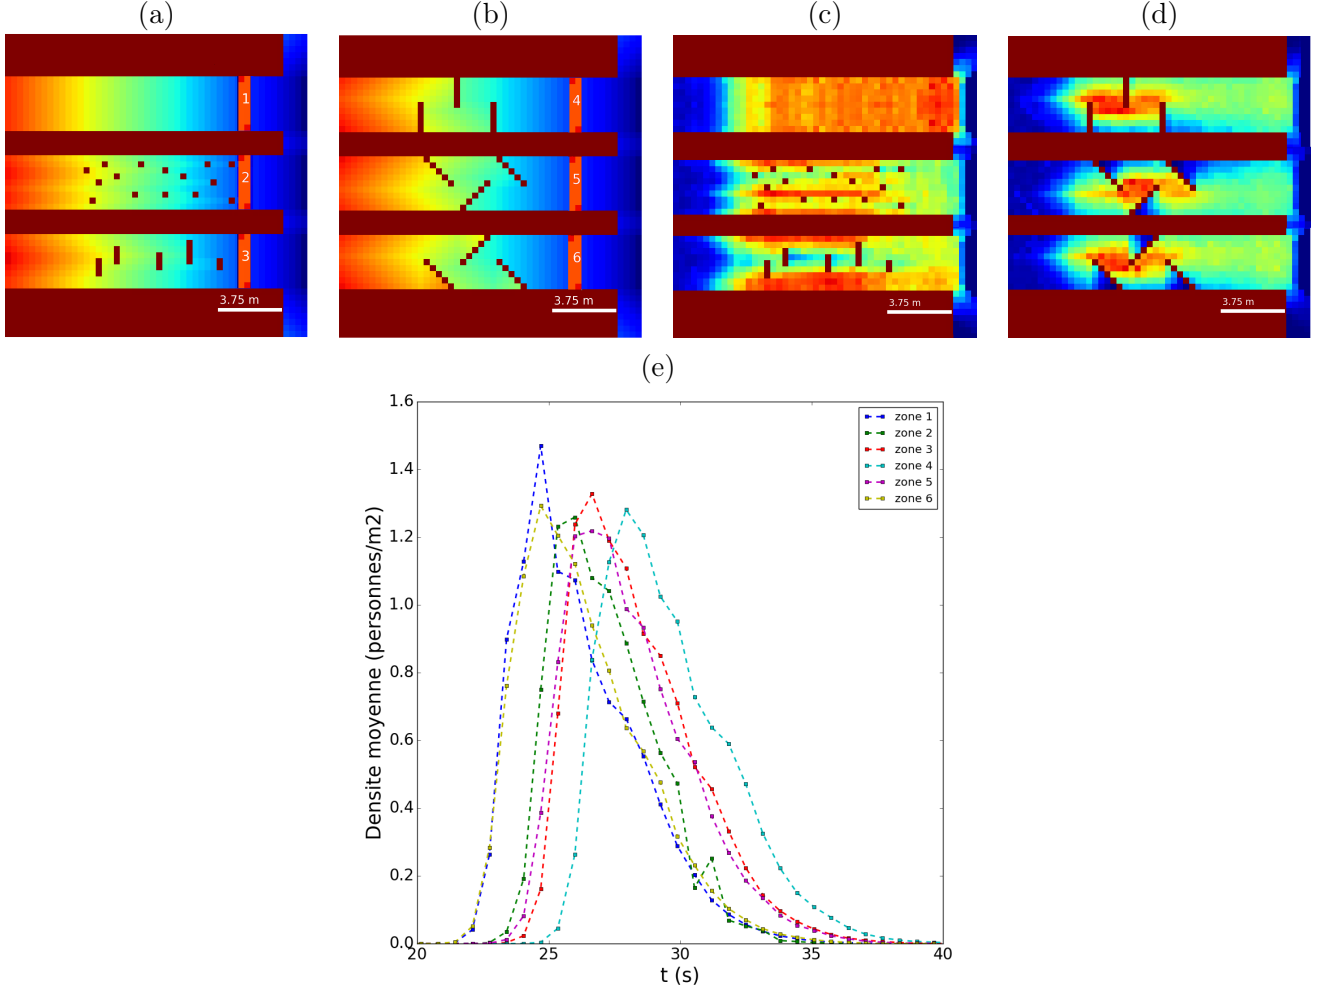 (a) (b) (c) (d)
1
2
3
3.75 m
4
5
6
3.75 m
3.75 m
3.75 m
(e)
1.6
1.4
1.2
1.0
0.8
0.6
0.4
0.2
0.0
Densite moyenne (personnes/m2)
zone 1
zone 2
zone 3
zone 4
zone 5
zone 6
20 25 30 35 40
t (s)